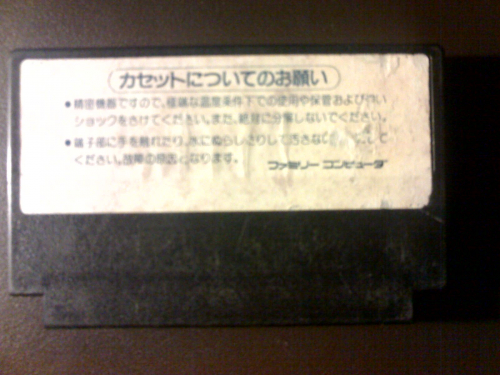 カセットについてのお願い
●精密機器ですので、極端な温度条件下での使用や保管および強い
ショックをさけてください。また、絶対に分解しないでください。
●端子部に手を触れたり、水にぬらしたりして汚さな
ください。故障の原因となります。
ファミリー コンピュータ